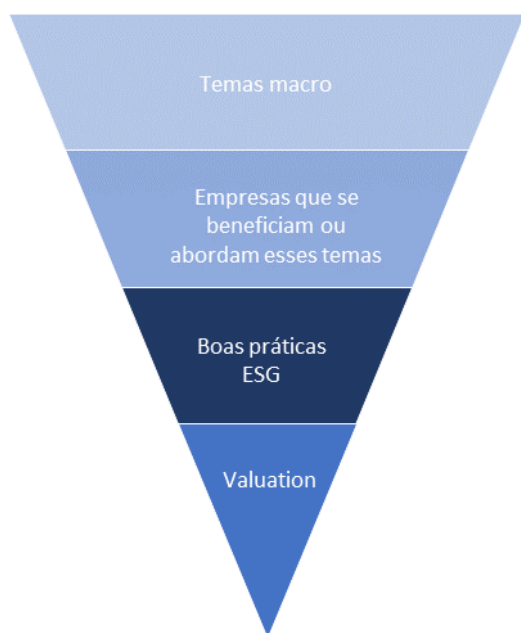 Temas macro
Empresas que se
beneficiam ou
abordam esses temas
Boas práticas
ESG
Valuation